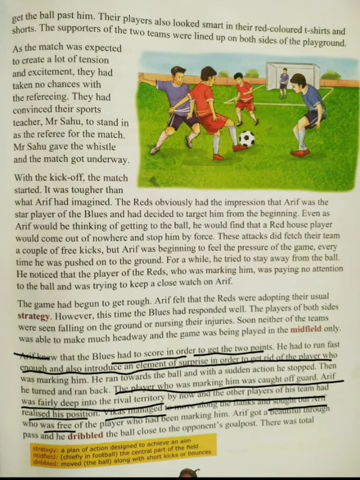 get the ball past him. Their players also looked smart in their red-coloured t-shirts and
shorts. The supporters of the two teams were lined up on both sides of the playground.
As the match was expected
to create a lot of tension
and excitement, they had
taken no chances with
the refereeing. They had
convinced their sports
teacher, Mr Sahu, to stand in
as the referee for the match.
Mr Sahu gave the whistle
and the match got underway.
With the kick-off, the match
started. It was tougher than
what Arif had imagined. The Reds obviously had the impression that Arif was the
star player of the Blues and had decided to target him from the beginning. Even as
Arif would be thinking of getting to the ball, he would find that a Red house player
would come out of nowhere and stop him by force. These attacks did fetch their team
a couple of free kicks, but Arif was beginning to feel the pressure of the game, every
time he was pushed on to the ground. For a while, he tried to stay away from the ball.
He noticed that the player of the Reds, who was marking him, was paying no attention
to the ball and was trying to keep a close watch on Arif.
The game had begun to get rough. Arif felt that the Reds were adopting their usual
strategy. However, this time the Blues had responded well. The players of both sides
were seen falling on the ground or nursing their injuries. Soon neither of the teams
was able to make much headway and the game was being played in the midfield only.
Arif knew that the Blues had to score in order to get the two points. He had to run fast
enough and also introduce an element of surprise in order to get rid of the player who
was marking him. He ran towards the ball and with a sudden action he stopped. Then
he turned and ran back. The player who was marking him was caught off guard. Arif
was fairly deep into the rival territory by now and the other players of his team had
realised his position. Vikas managed to move along the flanks and sought out Arif
who was free of the player who had been marking him. Arif got a beautiful through
pass and he dribbled the ball close to the opponent's goalpost. There was total
strategy: a plan of action designed to achieve an aim
midfield: (chiefly in football) the central part of the field
dribbled: moved (the ball) along with short kicks or bounces